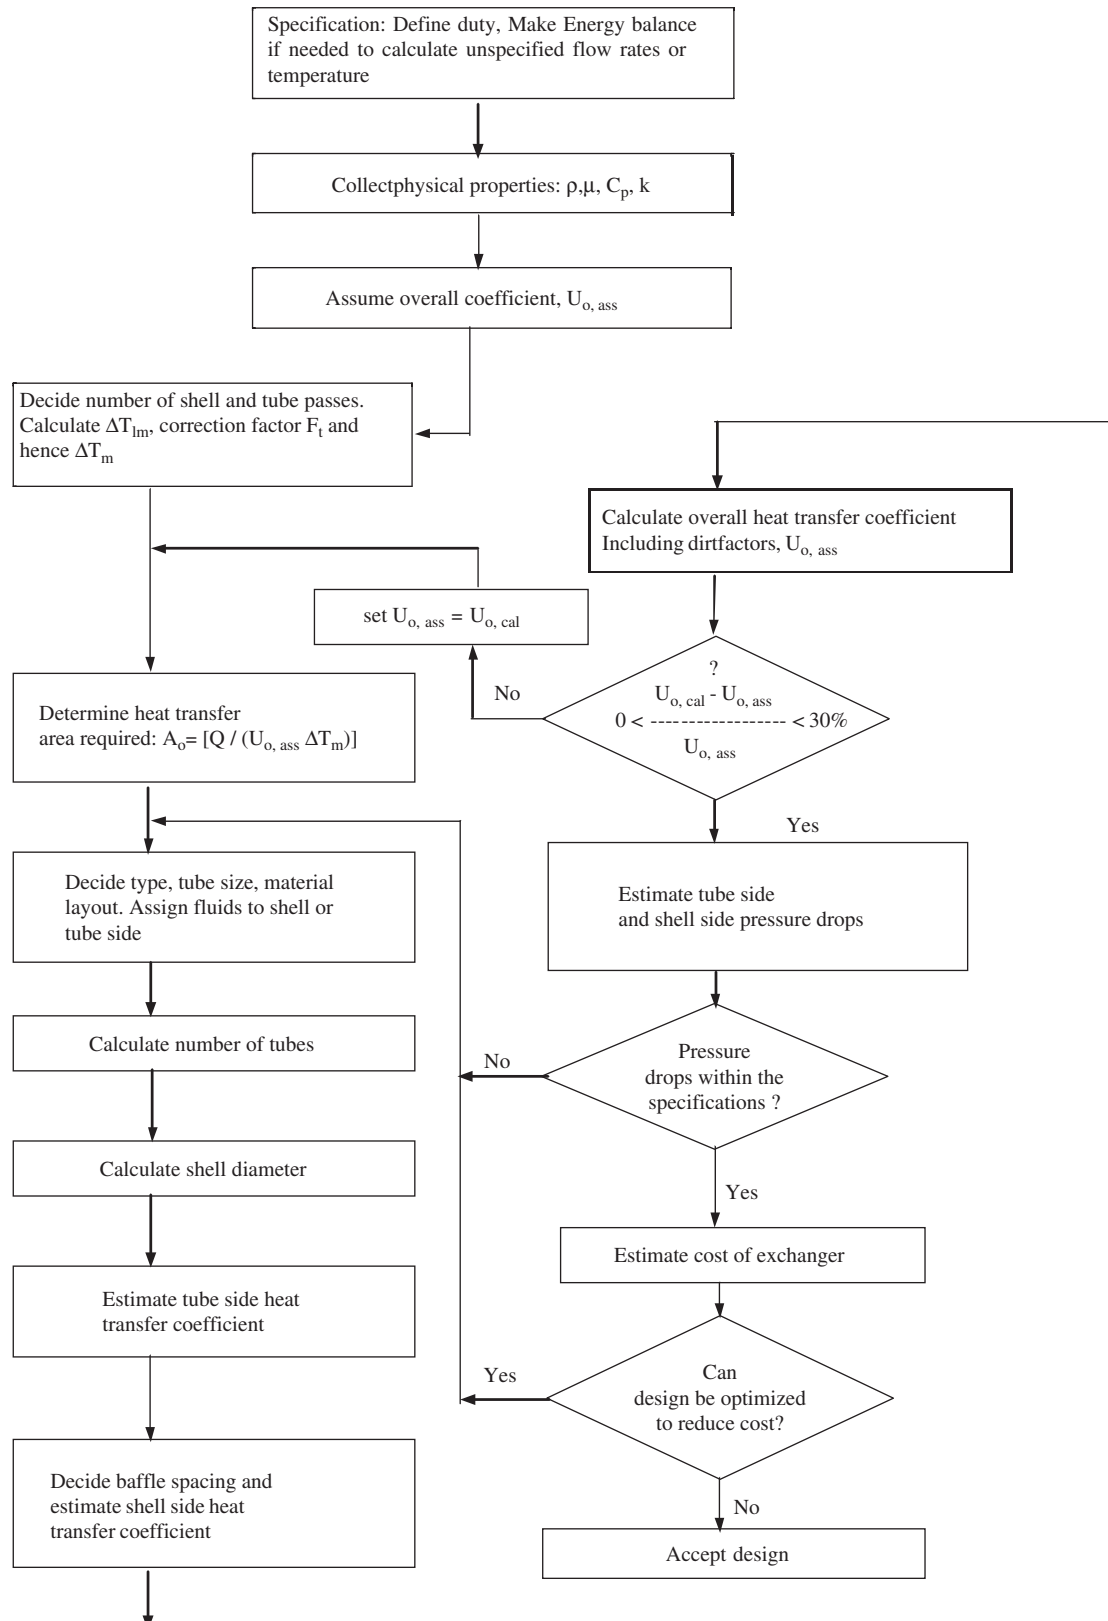 Specification: Define duty, Make Energy balance
if needed to calculate unspecified flow rates or
temperature
Collectphysical properties: ρ,μ, Cp, k
Assume overall coefficient, Uo, ass
Decide number of shell and tube passes.
Calculate ΔTlm, correction factor Ft and
hence ΔTm
Determine heat transfer
area required: Ao= [Q / (Uo, ass ΔTm)]
Decide type, tube size, material
layout. Assign fluids to shell or
tube side
Calculate number of tubes
Calculate shell diameter
Estimate tube side heat
transfer coefficient
Decide baffle spacing and
estimate shell side heat
transfer coefficient
Calculate overall heat transfer coefficient
Including dirtfactors, Uo, ass
set Uo, ass = Uo, cal
No
?
Uo, cal - Uo, ass
0 < ------------------ < 30%
Uo, ass
Yes
Estimate tube side
and shell side pressure drops
No
Pressure
drops within the
specifications ?
Yes
Estimate cost of exchanger
Yes
Can
design be optimized
to reduce cost?
No
Accept design